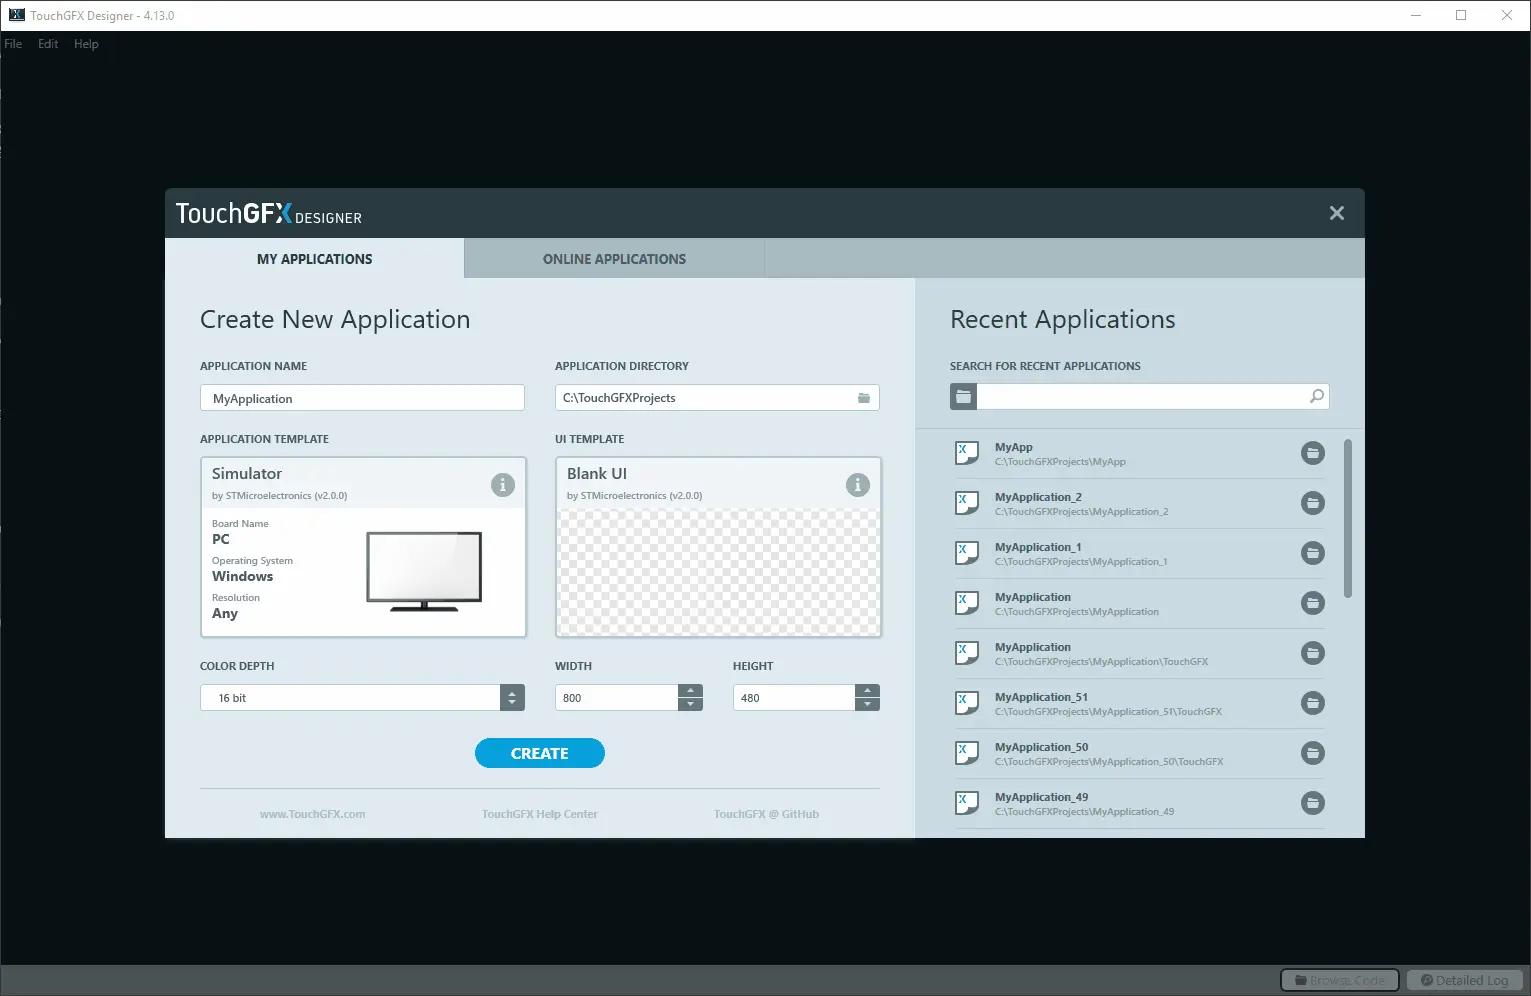 TouchGFX Designer - 4.13.0
File Edit Help
TouchGFX DESIGNER
MY APPLICATIONS
ONLINE APPLICATIONS
Create New Application
APPLICATION NAME
APPLICATION DIRECTORY
MyApplication
C:\TouchGFXProjects
APPLICATION TEMPLATE
UI TEMPLATE
Simulator
by STMicroelectronics (v2.0.0)
Board Name
PC
Operating System
Windows
Resolution
Any
Blank UI
by STMicroelectronics (v2.0.0)
COLOR DEPTH
WIDTH
HEIGHT
16 bit
800
480
CREATE
www.TouchGFX.com
TouchGFX Help Center
TouchGFX @ GitHub
Recent Applications
SEARCH FOR RECENT APPLICATIONS
MyApp
C:\TouchGFXProjects\MyApp
MyApplication_2
C:\TouchGFXProjects\MyApplication_2
MyApplication_1
C:\TouchGFXProjects\MyApplication_1
MyApplication
C:\TouchGFXProjects\MyApplication
MyApplication
C:\TouchGFXProjects\MyApplication\TouchGFX
MyApplication_51
C:\TouchGFXProjects\MyApplication_51\TouchGFX
MyApplication_50
C:\TouchGFXProjects\MyApplication_50\TouchGFX
MyApplication_49
C:\TouchGFXProjects\MyApplication_49
Browse Code
Detailed Log